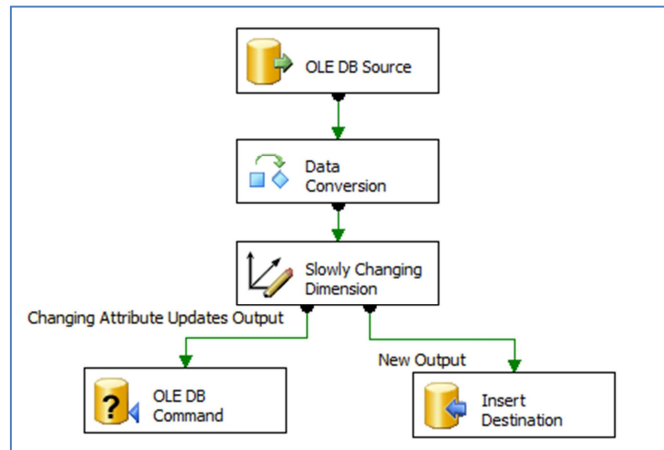 OLE DB Source
Data
Conversion
Slowly Changing
Dimension
Changing Attribute Updates Output
New Output
OLE DB
Command
Insert
Destination